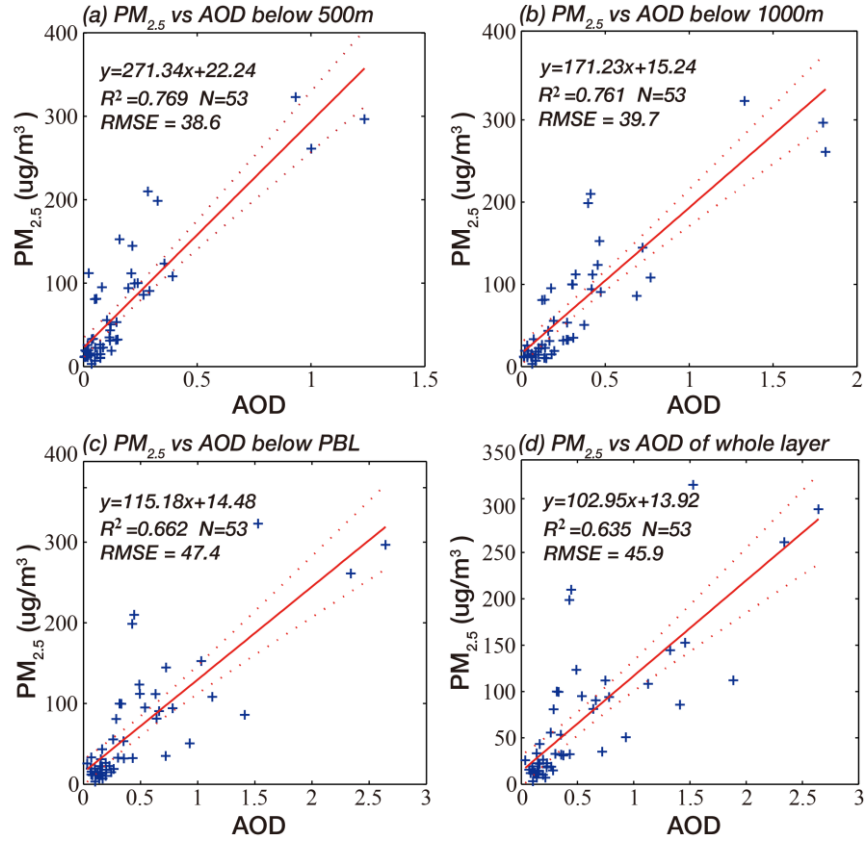 (a) PM2.5 vs AOD below 500m
400
300
200
100
0
y=271.34x+22.24
R²=0.769 N=53
RMSE = 38.6
PM2.5 (ug/m³)
0
0.5
1
1.5
AOD
(b) PM2.5 vs AOD below 1000m
400
300
200
100
0
y=171.23x+15.24
R²=0.761 N=53
RMSE = 39.7
PM2.5 (ug/m³)
0
0.5
1
1.5
2
AOD
(c) PM2.5 vs AOD below PBL
400
300
200
100
0
y=115.18x+14.48
R²=0.662 N=53
RMSE = 47.4
PM2.5 (ug/m³)
0
0.5
1
1.5
2
2.5
3
AOD
(d) PM2.5 vs AOD of whole layer
350
300
250
200
150
100
50
0
y=102.95x+13.92
R²=0.635 N=53
RMSE = 45.9
PM2.5 (ug/m³)
0
0.5
1
1.5
2
2.5
3
AOD